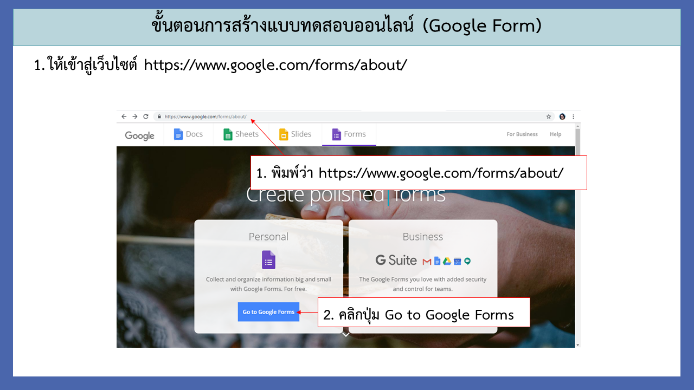 ขั้นตอนการสร้างแบบทดสอบออนไลน์ (Google Form)
1. ให้เข้าสู่เว็บไซต์ https://www.google.com/forms/about/
https://www.google.com/forms/about/
Google Docs Sheets Slides Forms For Business Help
1. พิมพ์ว่า https://www.google.com/forms/about/
Create polished forms
Personal
Business
G Suite
Collect and organize information big and small
with Google Forms. For free.
The Google Forms you love with added security
and control for teams.
Go to Google Forms
2. คลิกปุ่ม Go to Google Forms